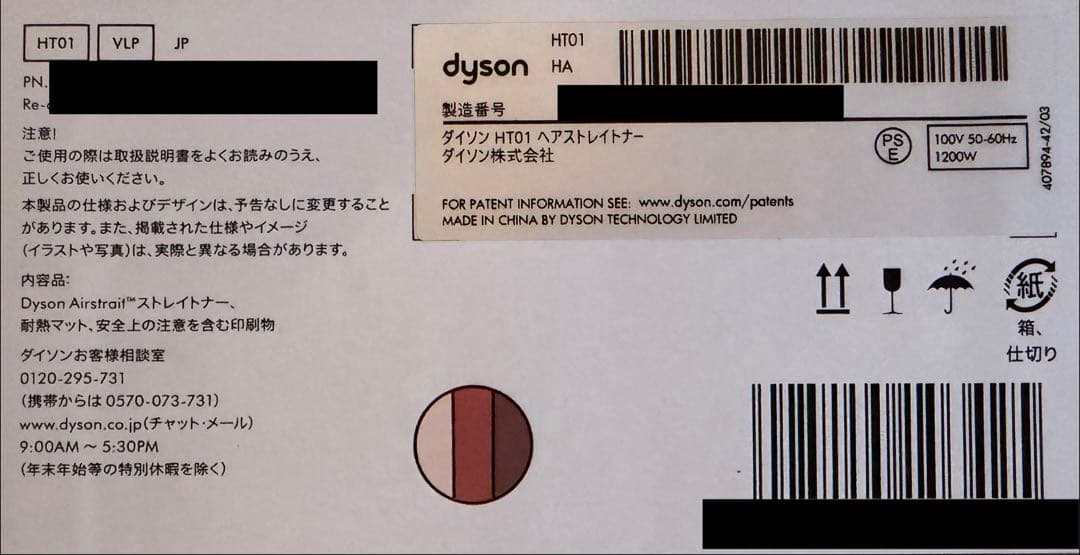 HT01 VLP JP
PN.
Re-
注意!
ご使用の際は取扱説明書をよくお読みのうえ、
正しくお使いください。
本製品の仕様およびデザインは、予告なしに変更すること
があります。また、掲載された仕様やイメージ
(イラストや写真)は、実際と異なる場合があります。
内容品:
Dyson Airstrait™ストレイトナー、
耐熱マット、安全上の注意を含む印刷物
ダイソンお客様相談室
0120-295-731
(携帯からは 0570-073-731)
www.dyson.co.jp(チャット・メール)
9:00AM ~ 5:30PM
(年末年始等の特別休暇を除く)
dyson
HT01
HA
製造番号
ダイソン HT01 ヘアストレイトナー
ダイソン株式会社
PS
E
100V 50-60Hz
1200W
FOR PATENT INFORMATION SEE: www.dyson.com/patents
MADE IN CHINA BY DYSON TECHNOLOGY LIMITED
407894-42/03
紙
箱、
仕切り